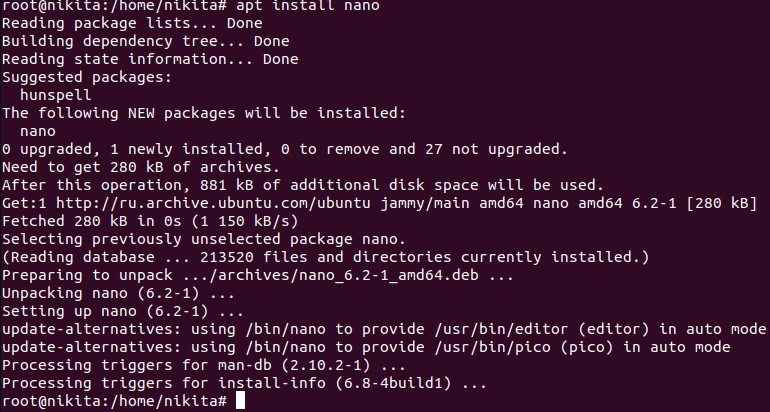 root@nikita:/home/nikita# apt install nano
Reading package lists... Done
Building dependency tree... Done
Reading state information... Done
Suggested packages:
  hunspell
The following NEW packages will be installed:
  nano
0 upgraded, 1 newly installed, 0 to remove and 27 not upgraded.
Need to get 280 kB of archives.
After this operation, 881 kB of additional disk space will be used.
Get:1 http://ru.archive.ubuntu.com/ubuntu jammy/main amd64 nano amd64 6.2-1 [280 kB]
Fetched 280 kB in 0s (1 150 kB/s)
Selecting previously unselected package nano.
(Reading database ... 213520 files and directories currently installed.)
Preparing to unpack .../archives/nano_6.2-1_amd64.deb ...
Unpacking nano (6.2-1) ...
Setting up nano (6.2-1) ...
update-alternatives: using /bin/nano to provide /usr/bin/editor (editor) in auto mode
update-alternatives: using /bin/nano to provide /usr/bin/pico (pico) in auto mode
Processing triggers for man-db (2.10.2-1) ...
Processing triggers for install-info (6.8-4build1) ...
root@nikita:/home/nikita#